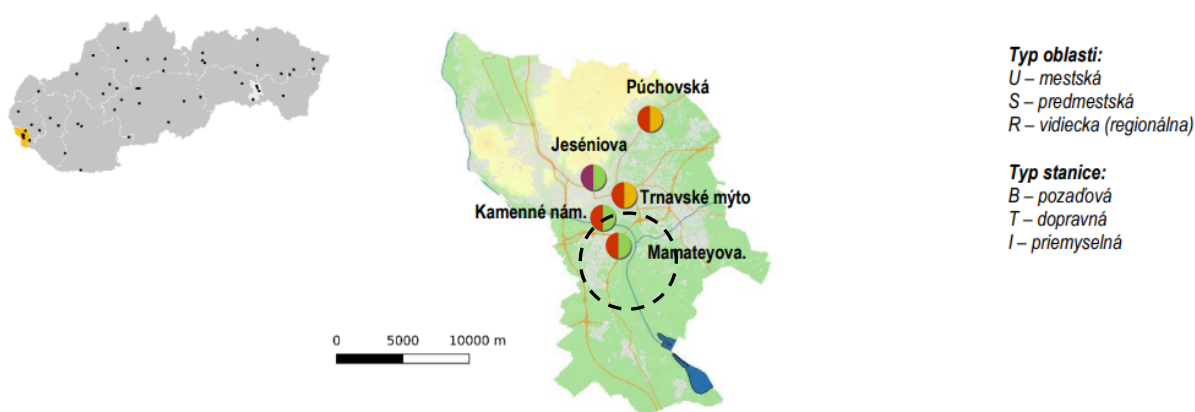 Púchovská
Jeséniova
Trnavské mýto
Kamenné nám.
Mamateyova.
0 5000 10000 m
Typ oblasti:
U – mestská
S – predmestská
R – vidiecka (regionálna)
Typ stanice:
B – pozaďová
T – dopravná
I – priemyselná